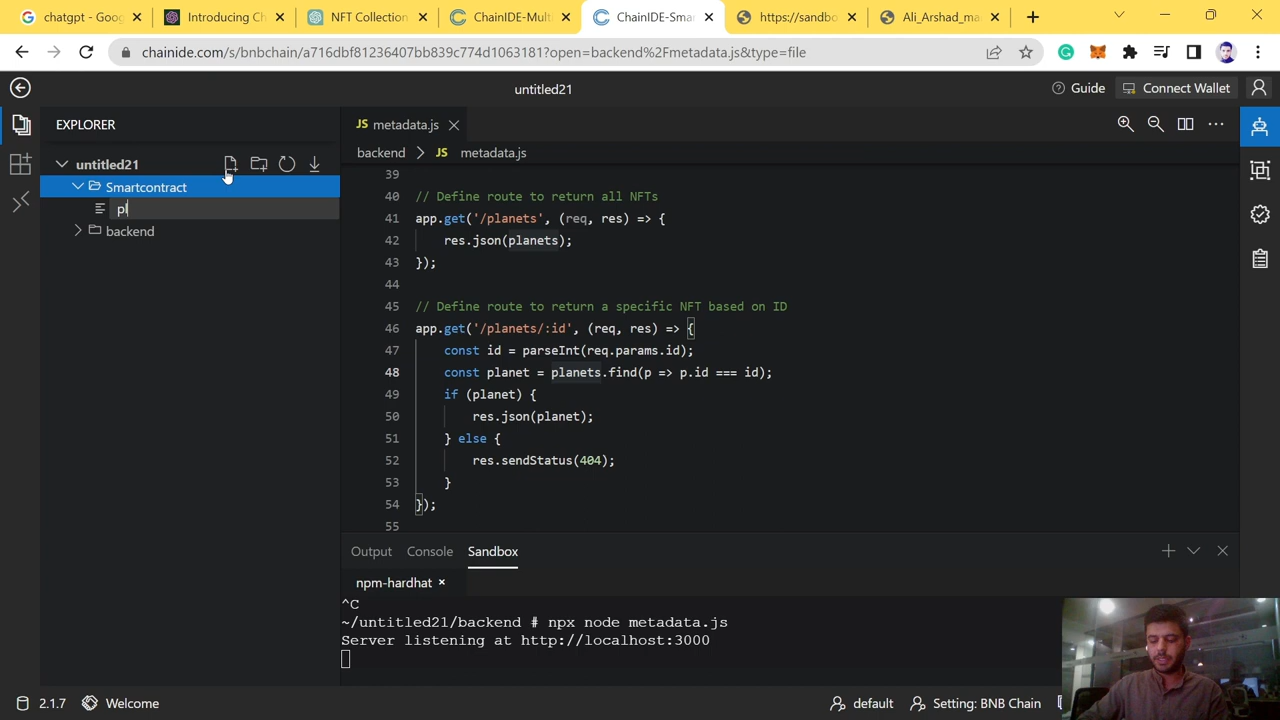 chatgpt - Goog
Introducing Ch
NFT Collection
ChainIDE-Mult
ChainIDE-Smar
https://sandbo
Ali_Arshad_ma
chainide.com/s/bnbchain/a716dbf81236407bb839c774d1063181?open=backend%2Fmetadata.js&type=file
untitled21
Guide
Connect Wallet
EXPLORER
untitled21
Smartcontract
pl
backend
JS metadata.js
backend > JS metadata.js
39
40 // Define route to return all NFTs
41 app.get('/planets', (req, res) => {
42 res.json(planets);
43 });
44
45 // Define route to return a specific NFT based on ID
46 app.get('/planets/:id', (req, res) => {
47 const id = parseInt(req.params.id);
48 const planet = planets.find(p => p.id === id);
49 if (planet) {
50 res.json(planet);
51 } else {
52 res.sendStatus(404);
53 }
54 });
55
Output Console Sandbox
npm-hardhat ×
^C
~/untitled21/backend # npx node metadata.js
Server listening at http://localhost:3000
2.1.7 Welcome
default Setting: BNB Chain